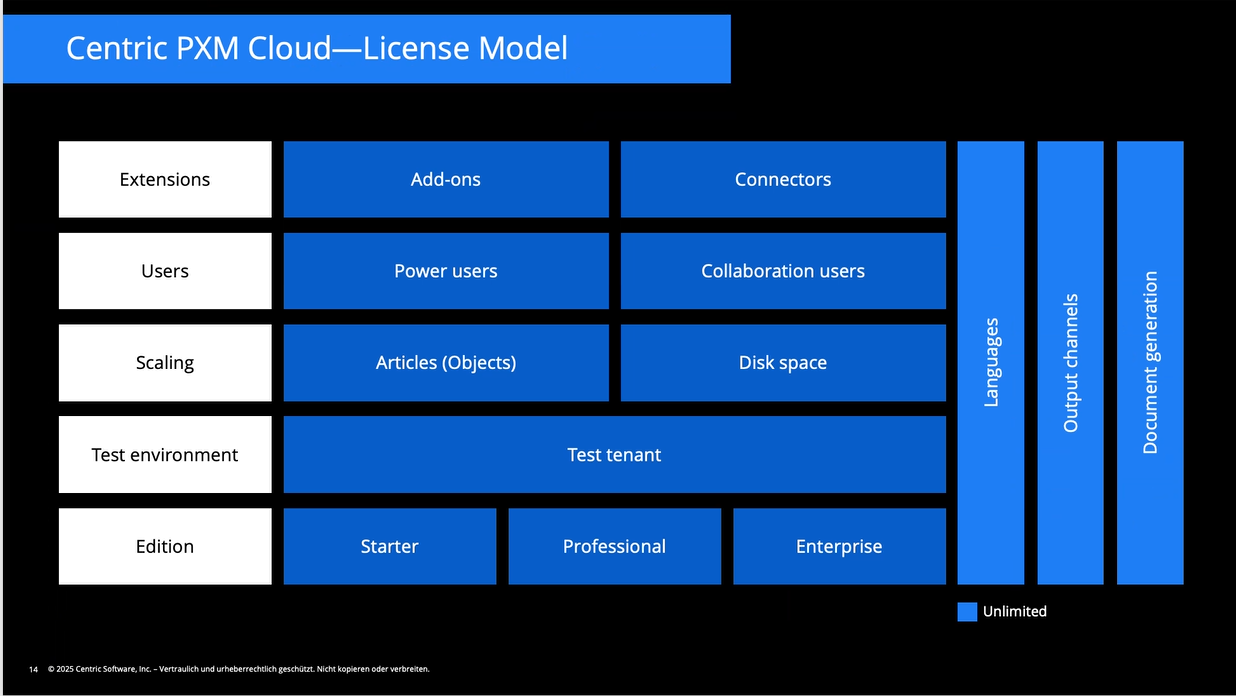 Centric PXM Cloud—License Model
Extensions
Add-ons
Connectors
Users
Power users
Collaboration users
Scaling
Articles (Objects)
Disk space
Test environment
Test tenant
Edition
Starter
Professional
Enterprise
Languages
Output channels
Document generation
Unlimited
14 © 2025 Centric Software, Inc. – Vertraulich und urheberrechtlich geschützt. Nicht kopieren oder verbreiten.